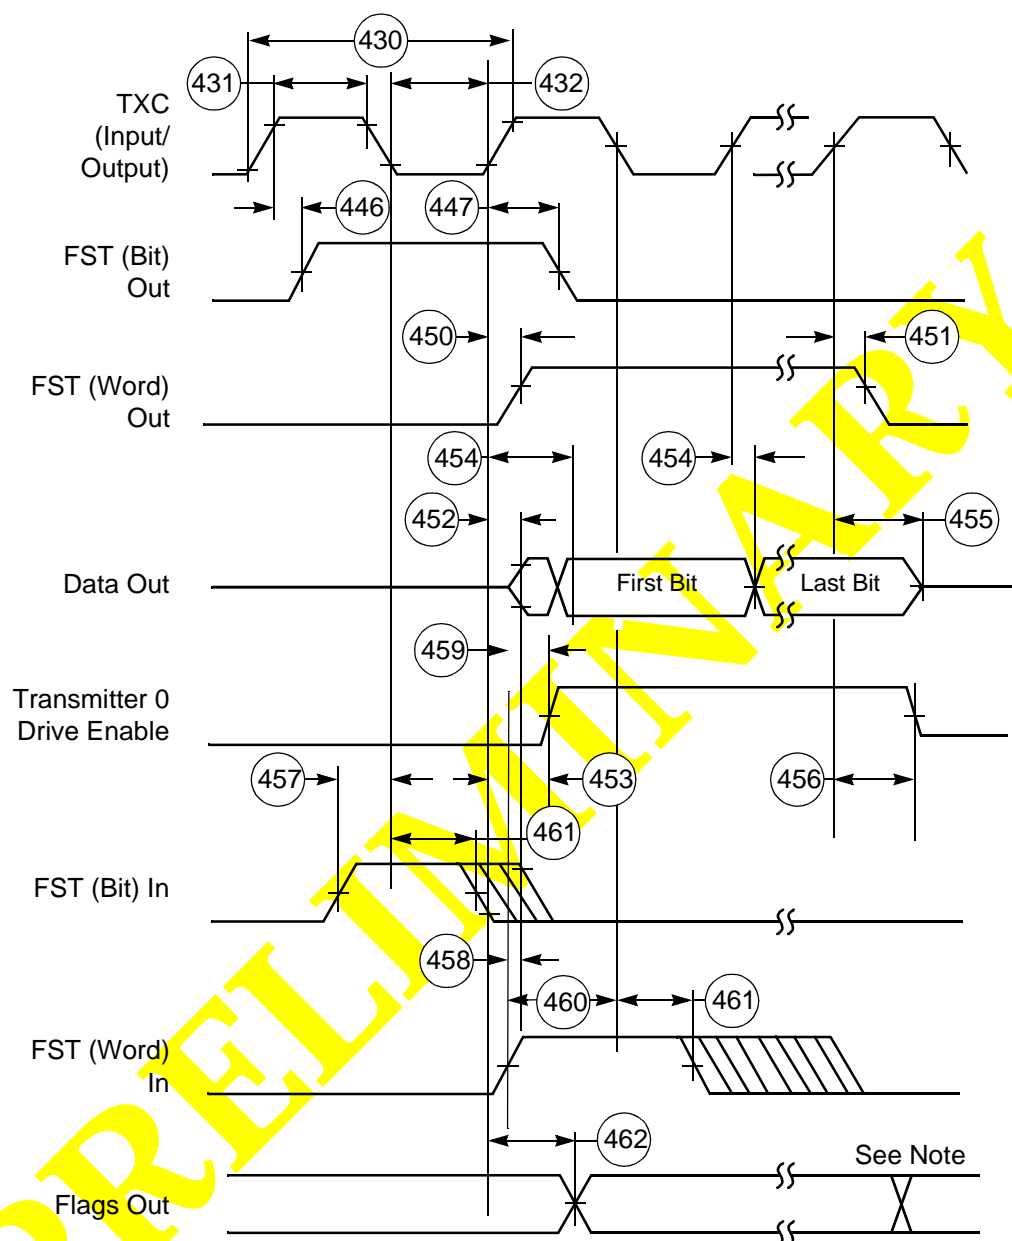 430
431
432
TXC
(Input/
Output)
446
447
FST (Bit)
Out
450
451
FST (Word)
Out
454
454
452
455
Data Out
First Bit
Last Bit
459
Transmitter 0
Drive Enable
457
453
456
461
FST (Bit) In
458
460
461
FST (Word)
In
462
See Note
Flags Out
PRELIMINARY